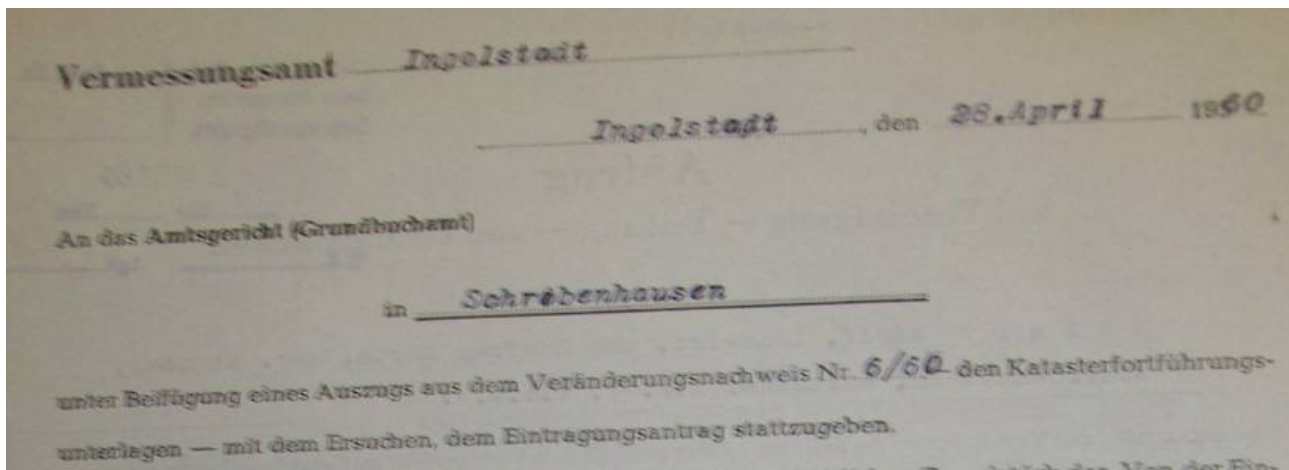 Vermessungsamt Ingolstadt
Ingolstadt, den 28. April 1960
An das Amtsgericht (Grundbuchamt)
in Schrobenhausen
unter Beifügung eines Auszugs aus dem Veränderungsnachweis Nr. 6/60 den Katasterfortführungs-
unterlagen — mit dem Ersuchen, dem Eintragungsantrag stattzugeben.